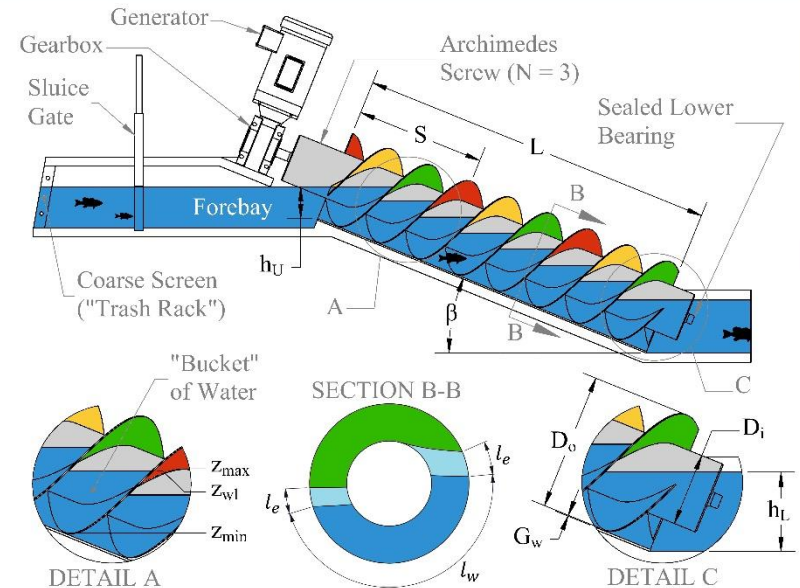 Generator
Gearbox
Sluice
Gate
Archimedes
Screw (N = 3)
Sealed Lower
Bearing
S
L
B
B
Forebay
h_U
Coarse Screen
("Trash Rack")
A
β
C
"Bucket"
of Water
z_max
z_wl
z_min
DETAIL A
SECTION B-B
l_e
l_e
l_w
D_o
D_i
G_w
h_L
DETAIL C